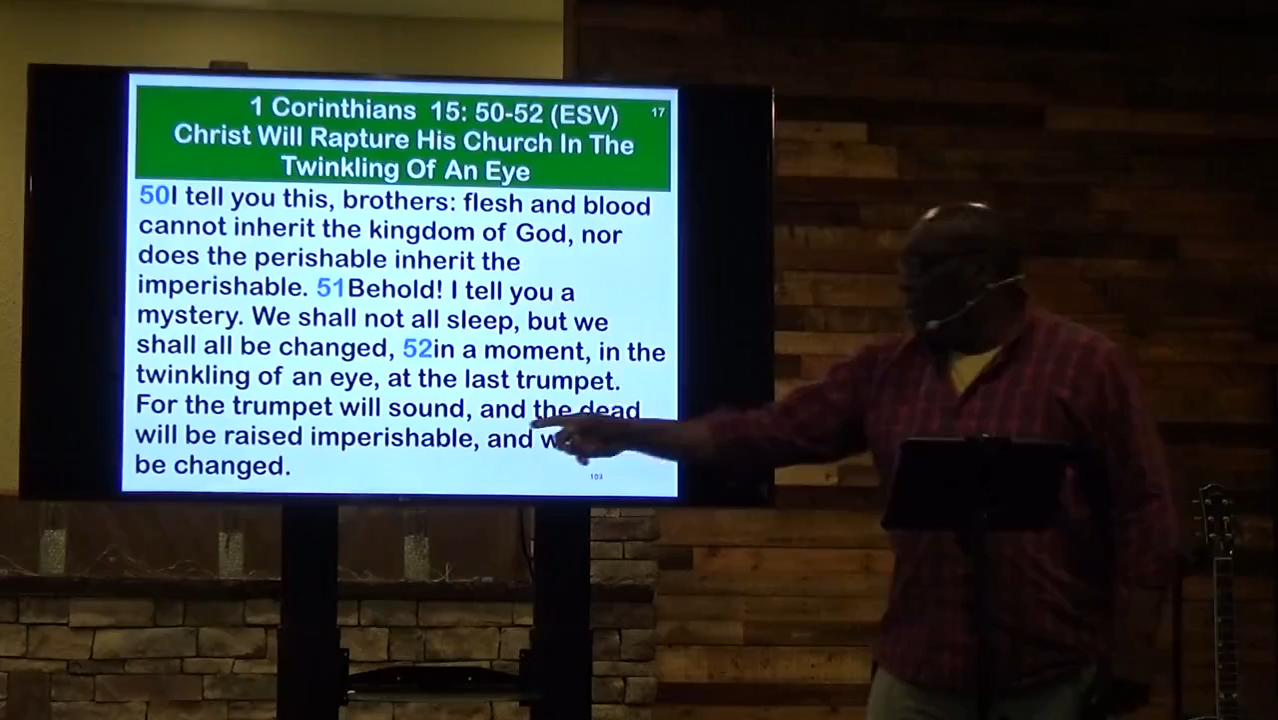 1 Corinthians 15: 50-52 (ESV) 17
Christ Will Rapture His Church In The
Twinkling Of An Eye
50I tell you this, brothers: flesh and blood
cannot inherit the kingdom of God, nor
does the perishable inherit the
imperishable. 51Behold! I tell you a
mystery. We shall not all sleep, but we
shall all be changed, 52in a moment, in the
twinkling of an eye, at the last trumpet.
For the trumpet will sound, and the dead
will be raised imperishable, and
be changed.
103